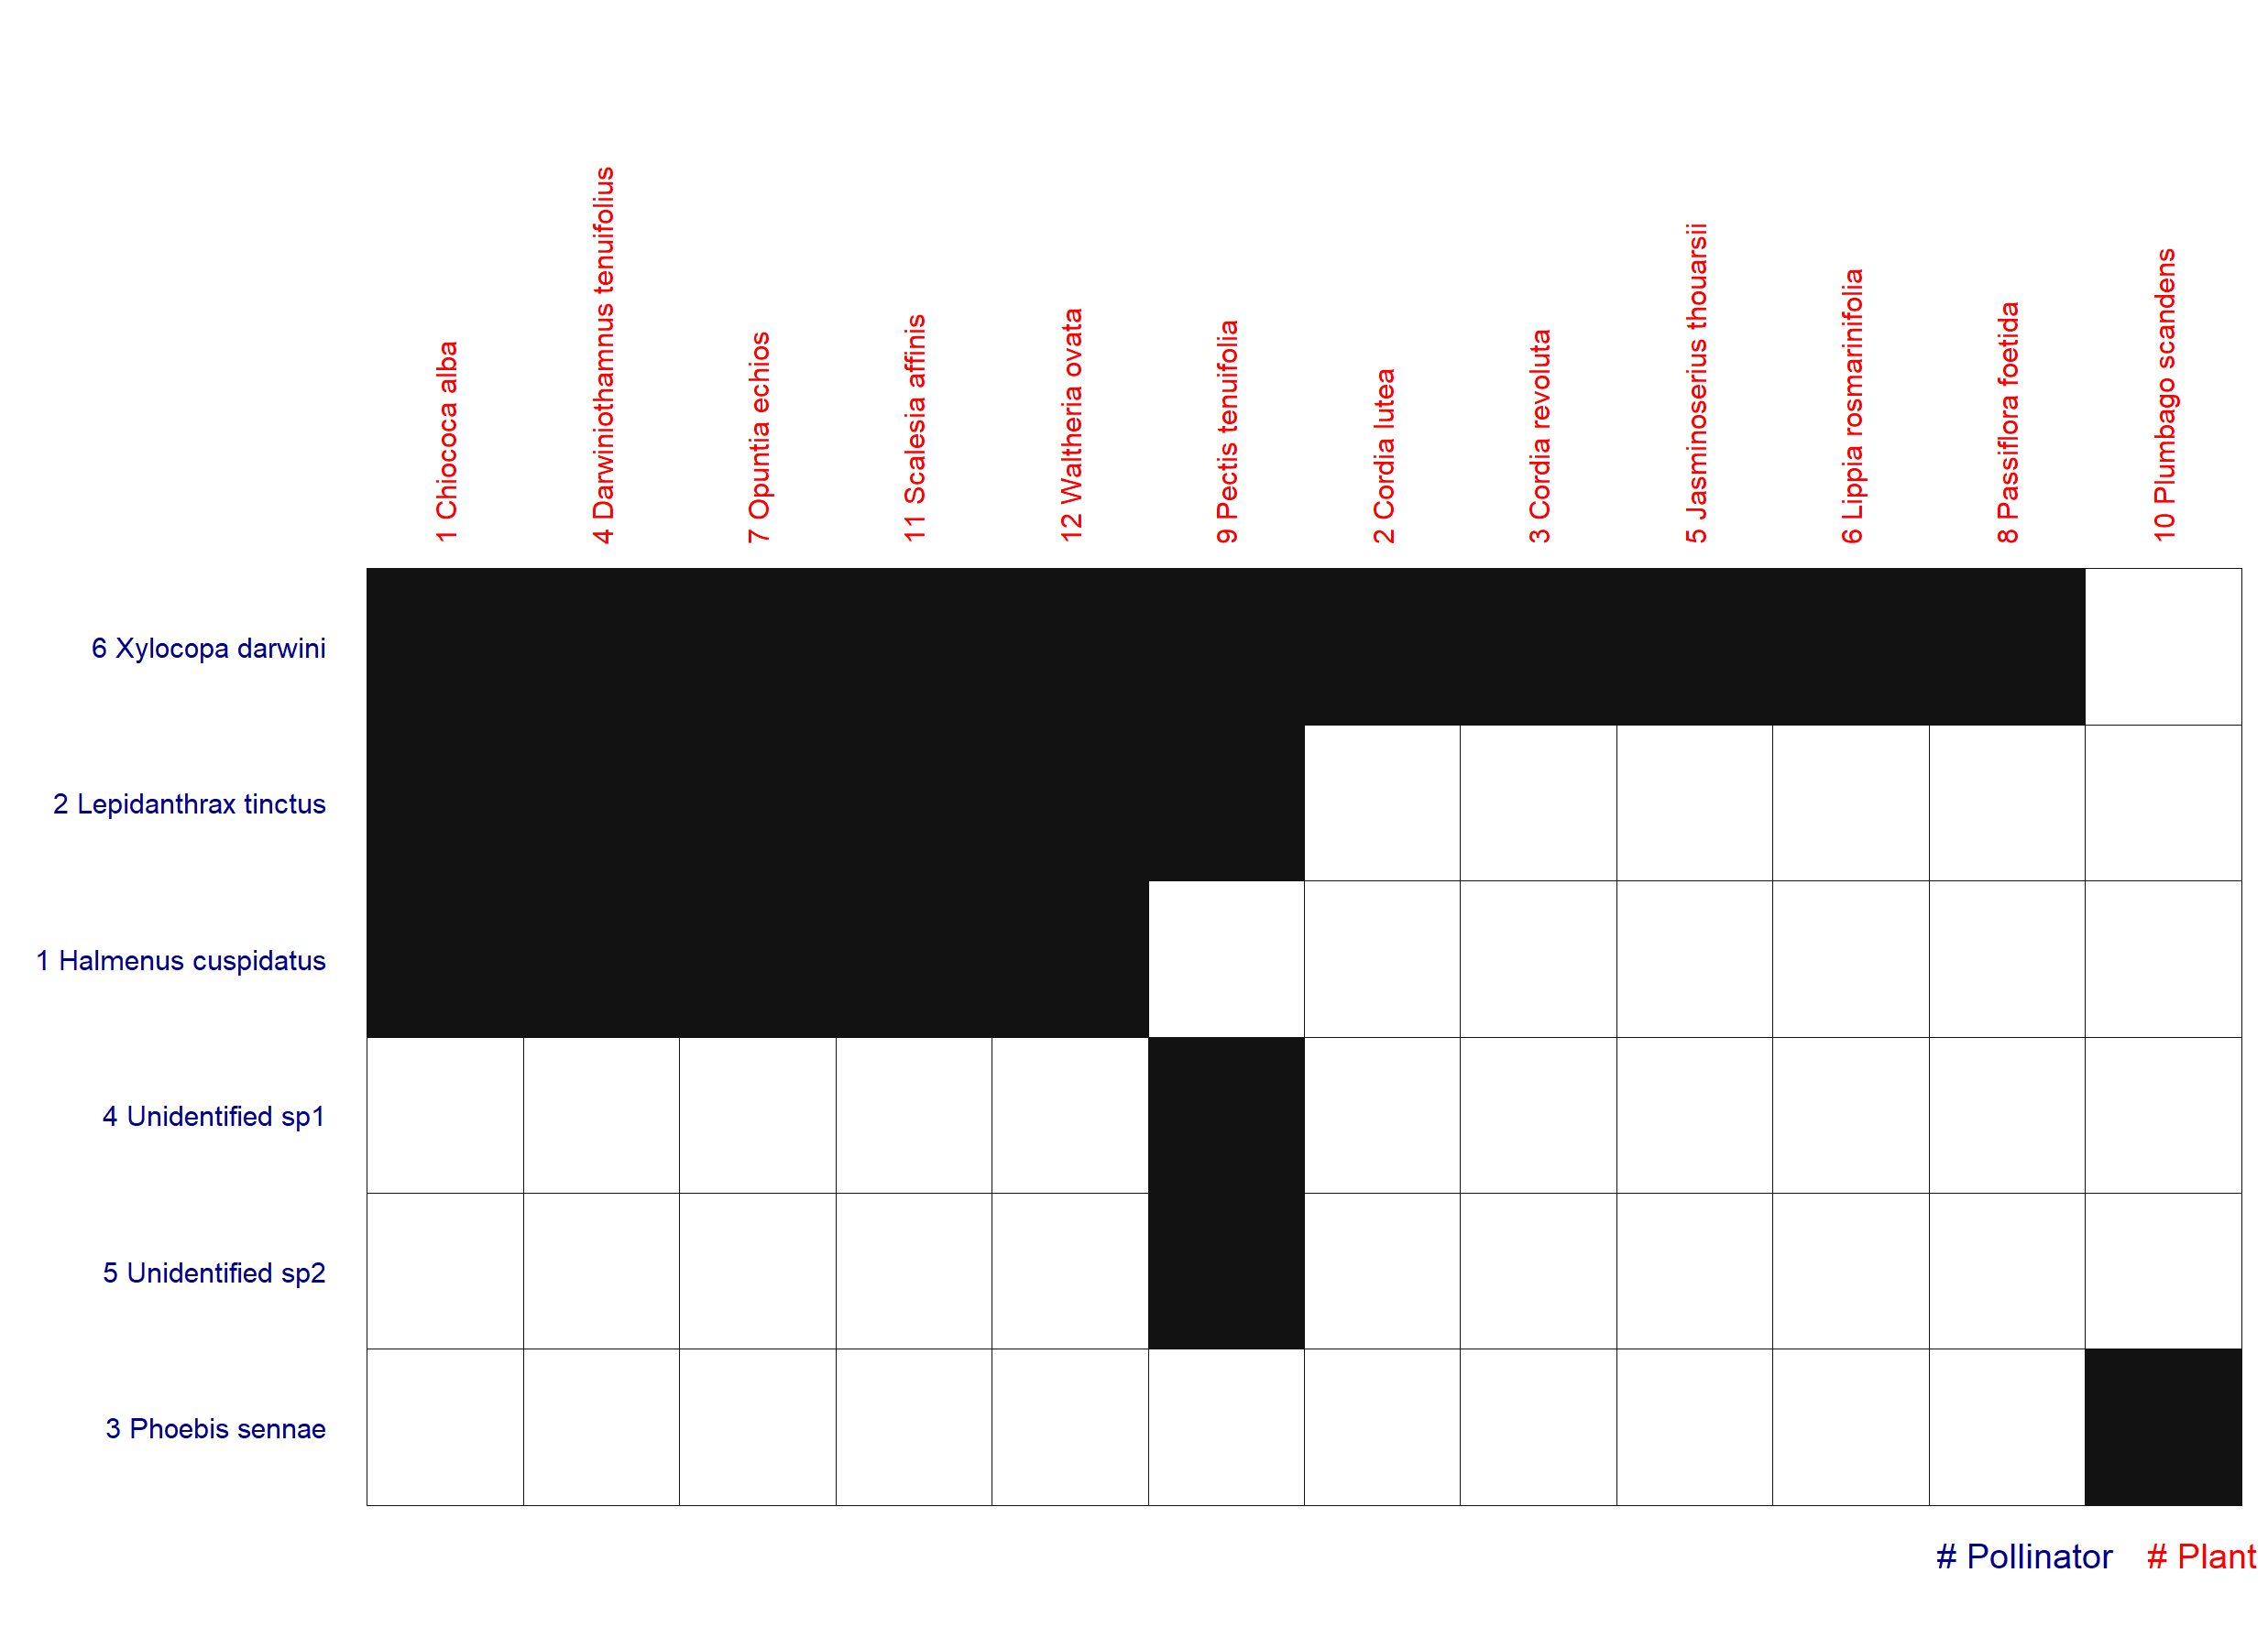 1 Chiococca alba
4 Darwiniothamnus tenuifolius
7 Opuntia echios
11 Scalesia affinis
12 Waltheria ovata
9 Pectis tenuifolia
2 Cordia lutea
3 Cordia revoluta
5 Jasminoserius thouarsii
6 Lippia rosmarinifolia
8 Passiflora foetida
10 Plumbago scandens
6 Xylocopa darwini
2 Lepidanthrax tinctus
1 Halmenus cuspidatus
4 Unidentified sp1
5 Unidentified sp2
3 Phoebis sennae
# Pollinator # Plant